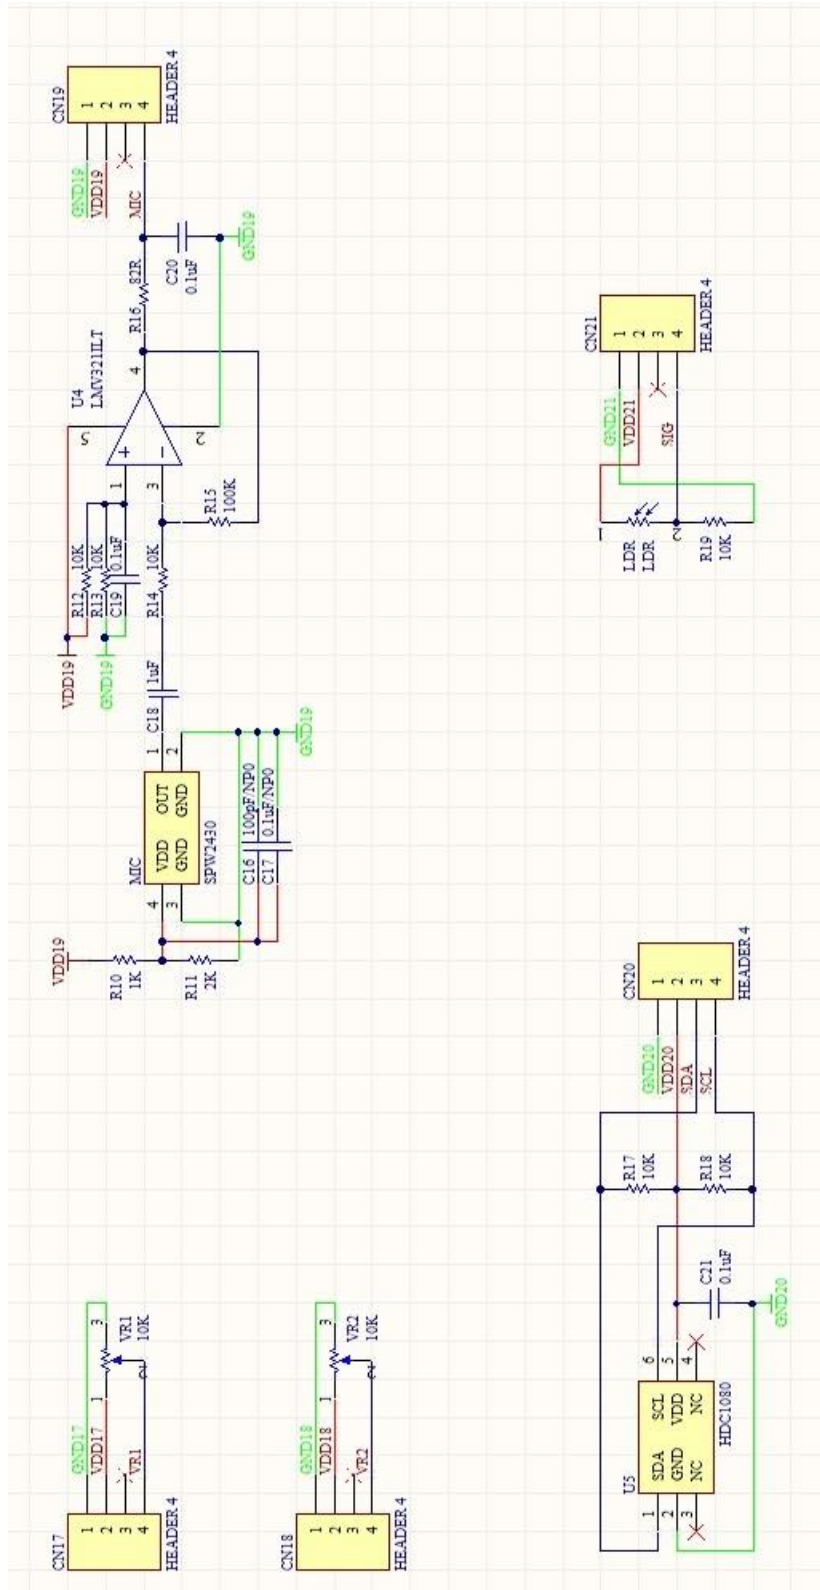 CN19
1
2
3
4
HEADER 4
GND19
VDD19
MIC
R16
82R
C20
0.1uF
GND19
U4
LMV321ILT
4
5
2
1
3
+
−
R15
100K
R12
10K
R13
10K
C19
0.1uF
R14
10K
VDD19
GND19
C18
1uF
MIC
VDD
GND
OUT
GND
4
3
1
2
SPW2430
C16
100pF/NP0
C17
0.1uF/NP0
GND19
VDD19
R10
1K
R11
2K
CN21
1
2
3
4
HEADER 4
GND21
VDD21
SIG
1
LDR
LDR
2
R19
10K
CN17
1
2
3
4
HEADER 4
GND17
VDD17
VR1
1
3
2
VR1
10K
CN18
1
2
3
4
HEADER 4
GND18
VDD18
VR2
1
3
2
VR2
10K
CN20
1
2
3
4
HEADER 4
GND20
VDD20
SDA
SCL
R17
10K
R18
10K
C21
0.1uF
GND20
U5
SDA
GND
NC
SCL
VDD
NC
1
2
3
6
5
4
HDC1080